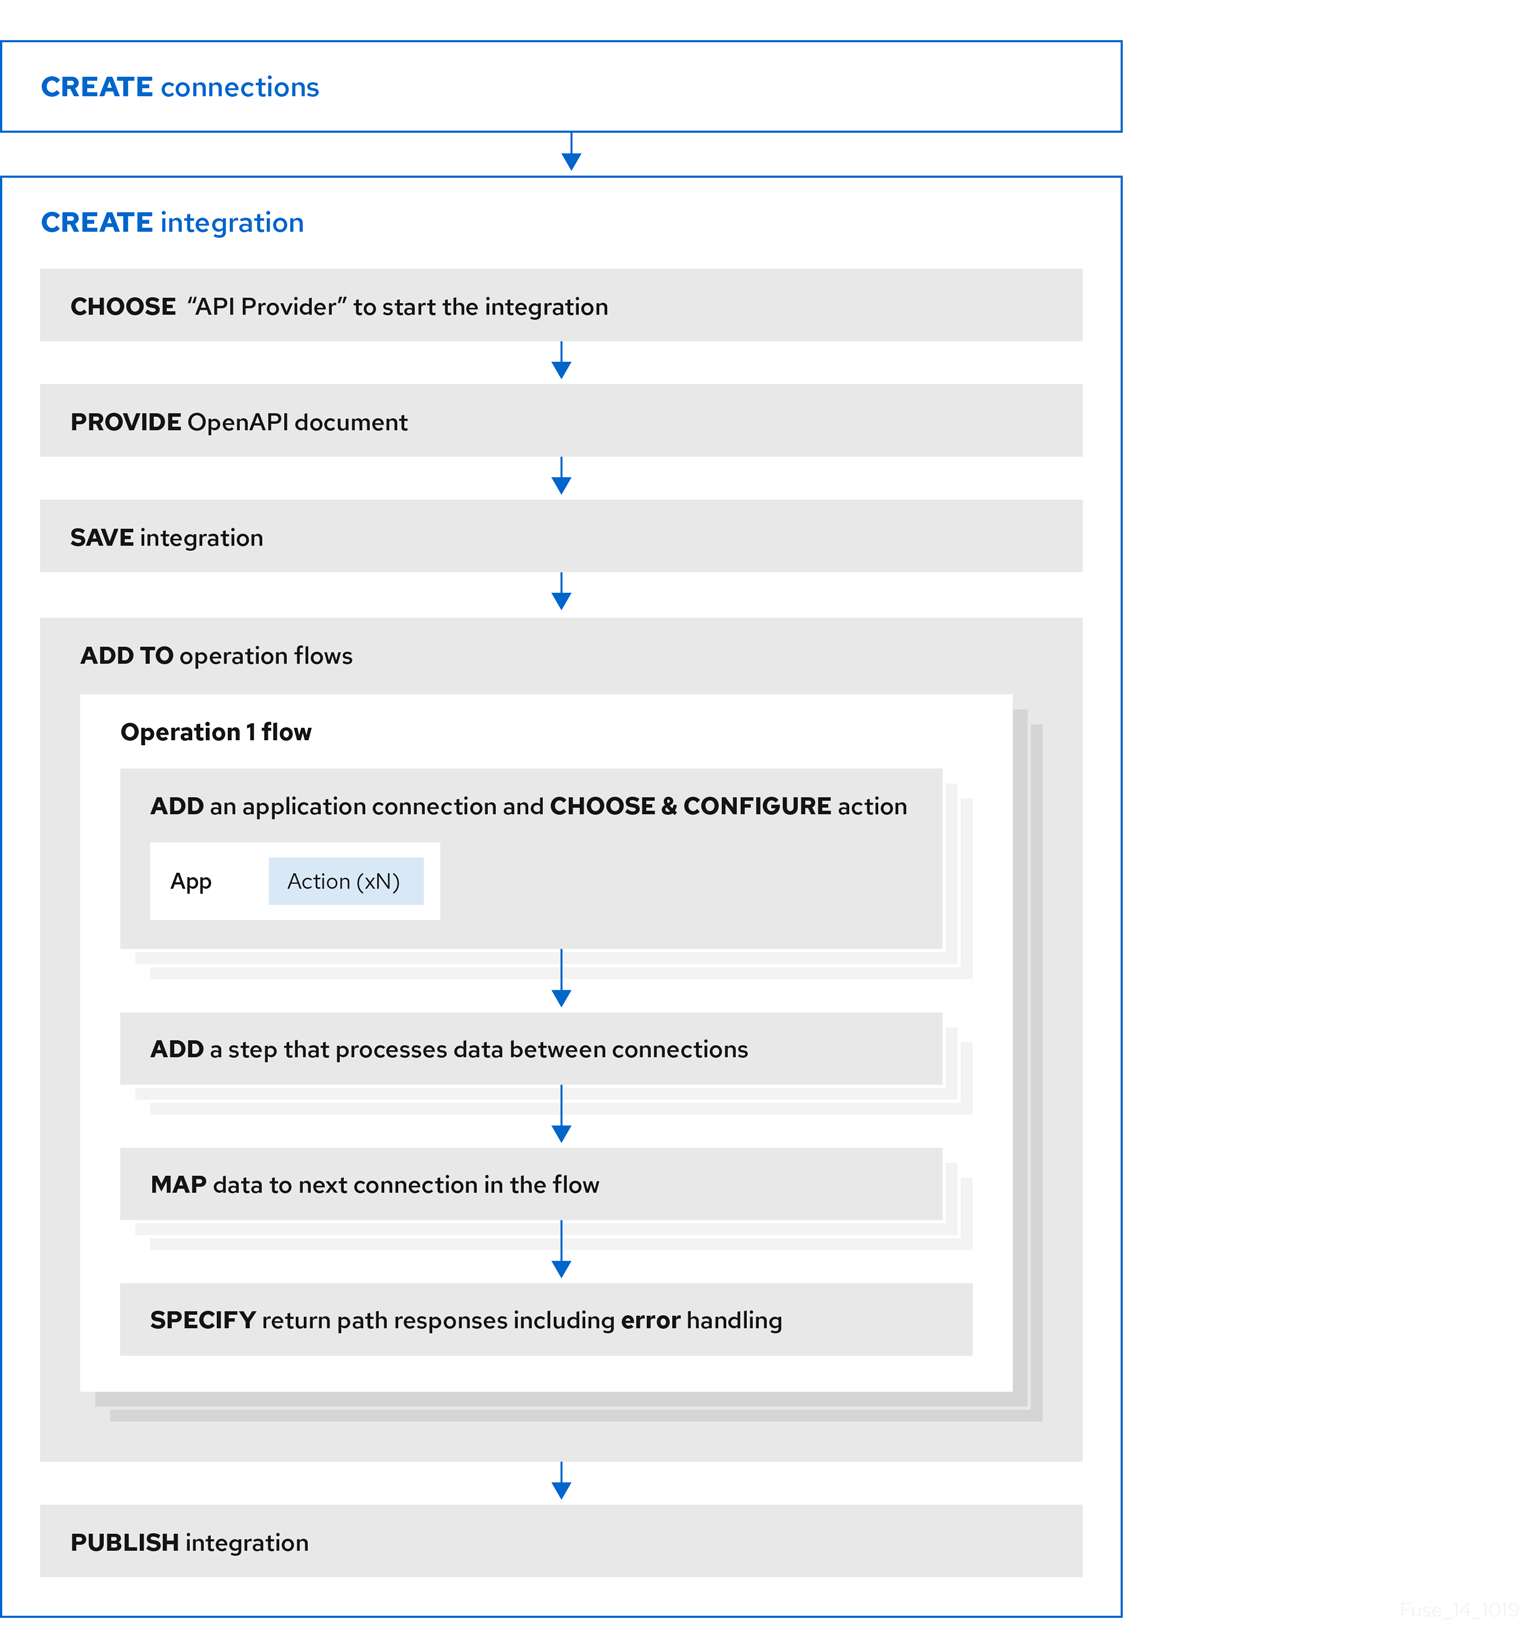 CREATE connections
CREATE integration
CHOOSE “API Provider” to start the integration
PROVIDE OpenAPI document
SAVE integration
ADD TO operation flows
Operation 1 flow
ADD an application connection and CHOOSE & CONFIGURE action
App
Action (xN)
ADD a step that processes data between connections
MAP data to next connection in the flow
SPECIFY return path responses including error handling
PUBLISH integration
Fuse_14_1019